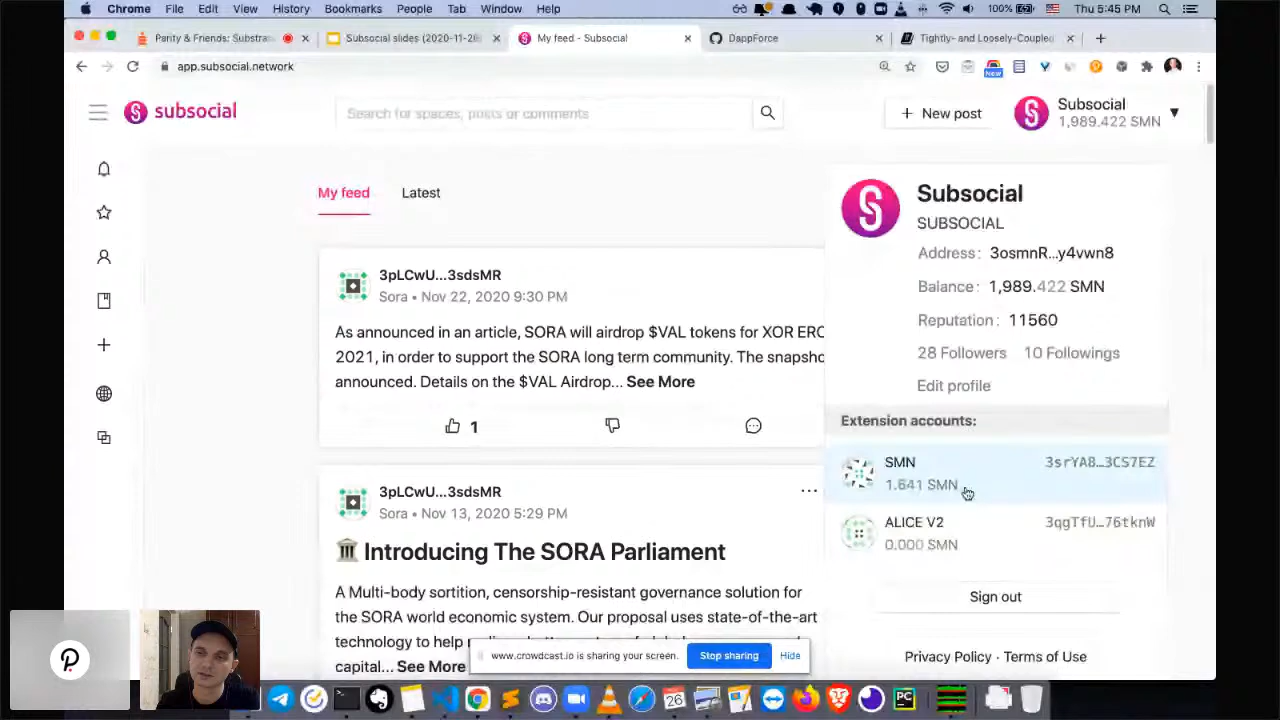 Chrome File Edit View History Bookmarks People Tab Window Help 100% Thu 5:45 PM
Parity & Friends: Substra
Subsocial slides (2020-11-26
My feed - Subsocial
DappForce
Tightly- and Loosely-Coupled
app.subsocial.network
New
subsocial
Search for spaces, posts or comments
+ New post
Subsocial
1,989.422 SMN
My feed Latest
3pLCwU...3sdsMR
Sora • Nov 22, 2020 9:30 PM
As announced in an article, SORA will airdrop $VAL tokens for XOR ERC
2021, in order to support the SORA long term community. The snapsho
announced. Details on the $VAL Airdrop... See More
1
3pLCwU...3sdsMR
Sora • Nov 13, 2020 5:29 PM
Introducing The SORA Parliament
A Multi-body sortition, censorship-resistant governance solution for
the SORA world economic system. Our proposal uses state-of-the-art
capital... See More
Subsocial
SUBSOCIAL
Address: 3osmnR...y4vwn8
Balance: 1,989.422 SMN
Reputation: 11560
28 Followers 10 Followings
Edit profile
Extension accounts:
SMN 3srYA8…3CS7EZ
1.641 SMN
ALICE V2 3qgTfU…76tknW
0.000 SMN
Sign out
Privacy Policy · Terms of Use
www.crowdcast.io is sharing your screen. Stop sharing Hide
26
PC